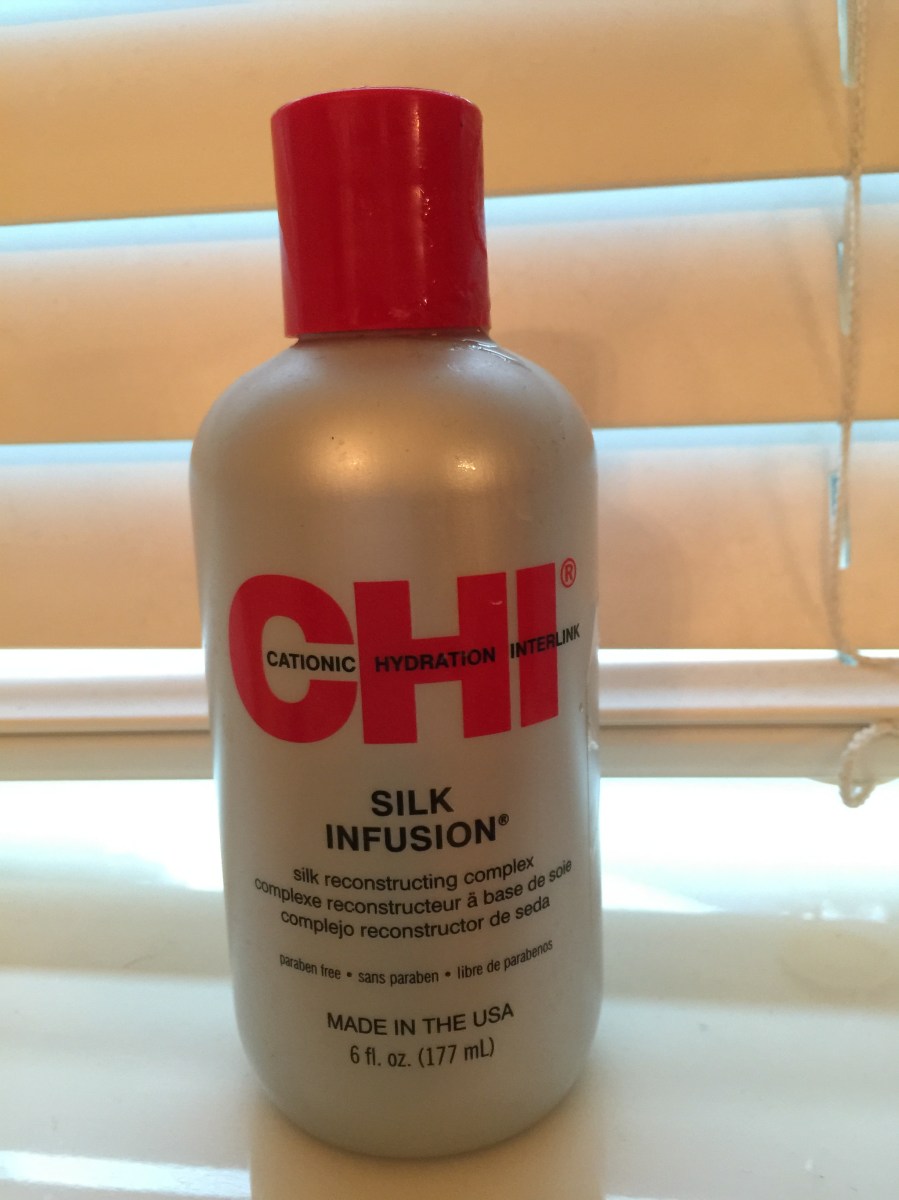 CHI®
CATIONIC HYDRATiON INTERLINK
SILK
INFUSION®
silk reconstructing complex
complexe reconstructeur à base de soie
complejo reconstructor de seda
paraben free • sans paraben • libre de parabenos
MADE IN THE USA
6 fl. oz. (177 mL)